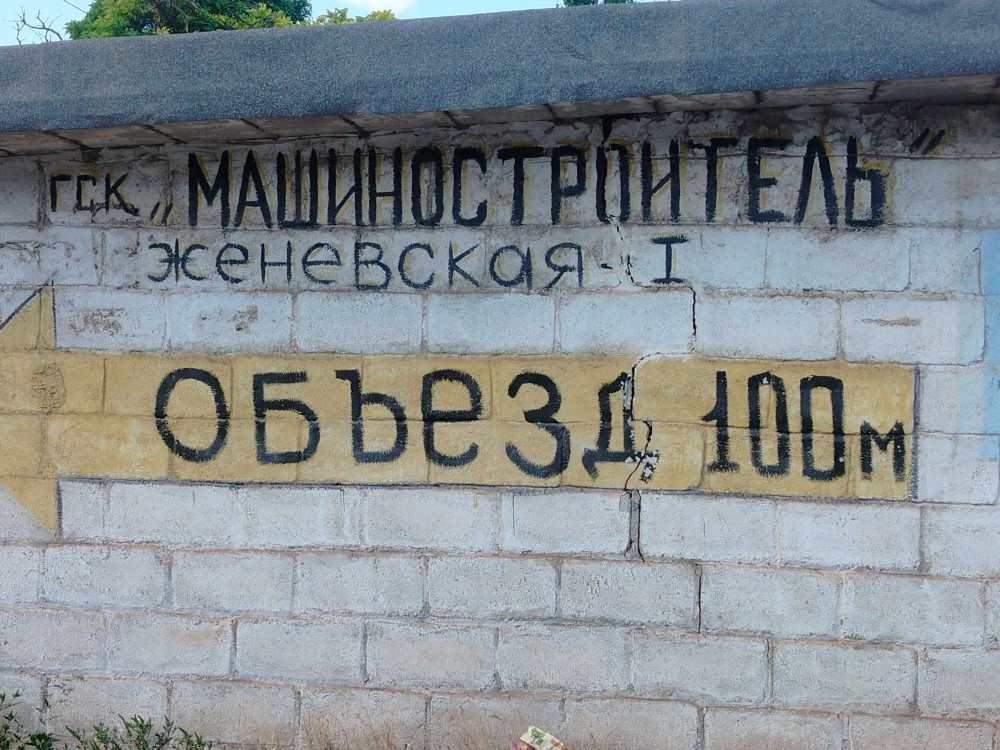 гск „МАШИНОСТРОИТЕЛЬ”
женевская-I
ОБЪЕЗД 100м